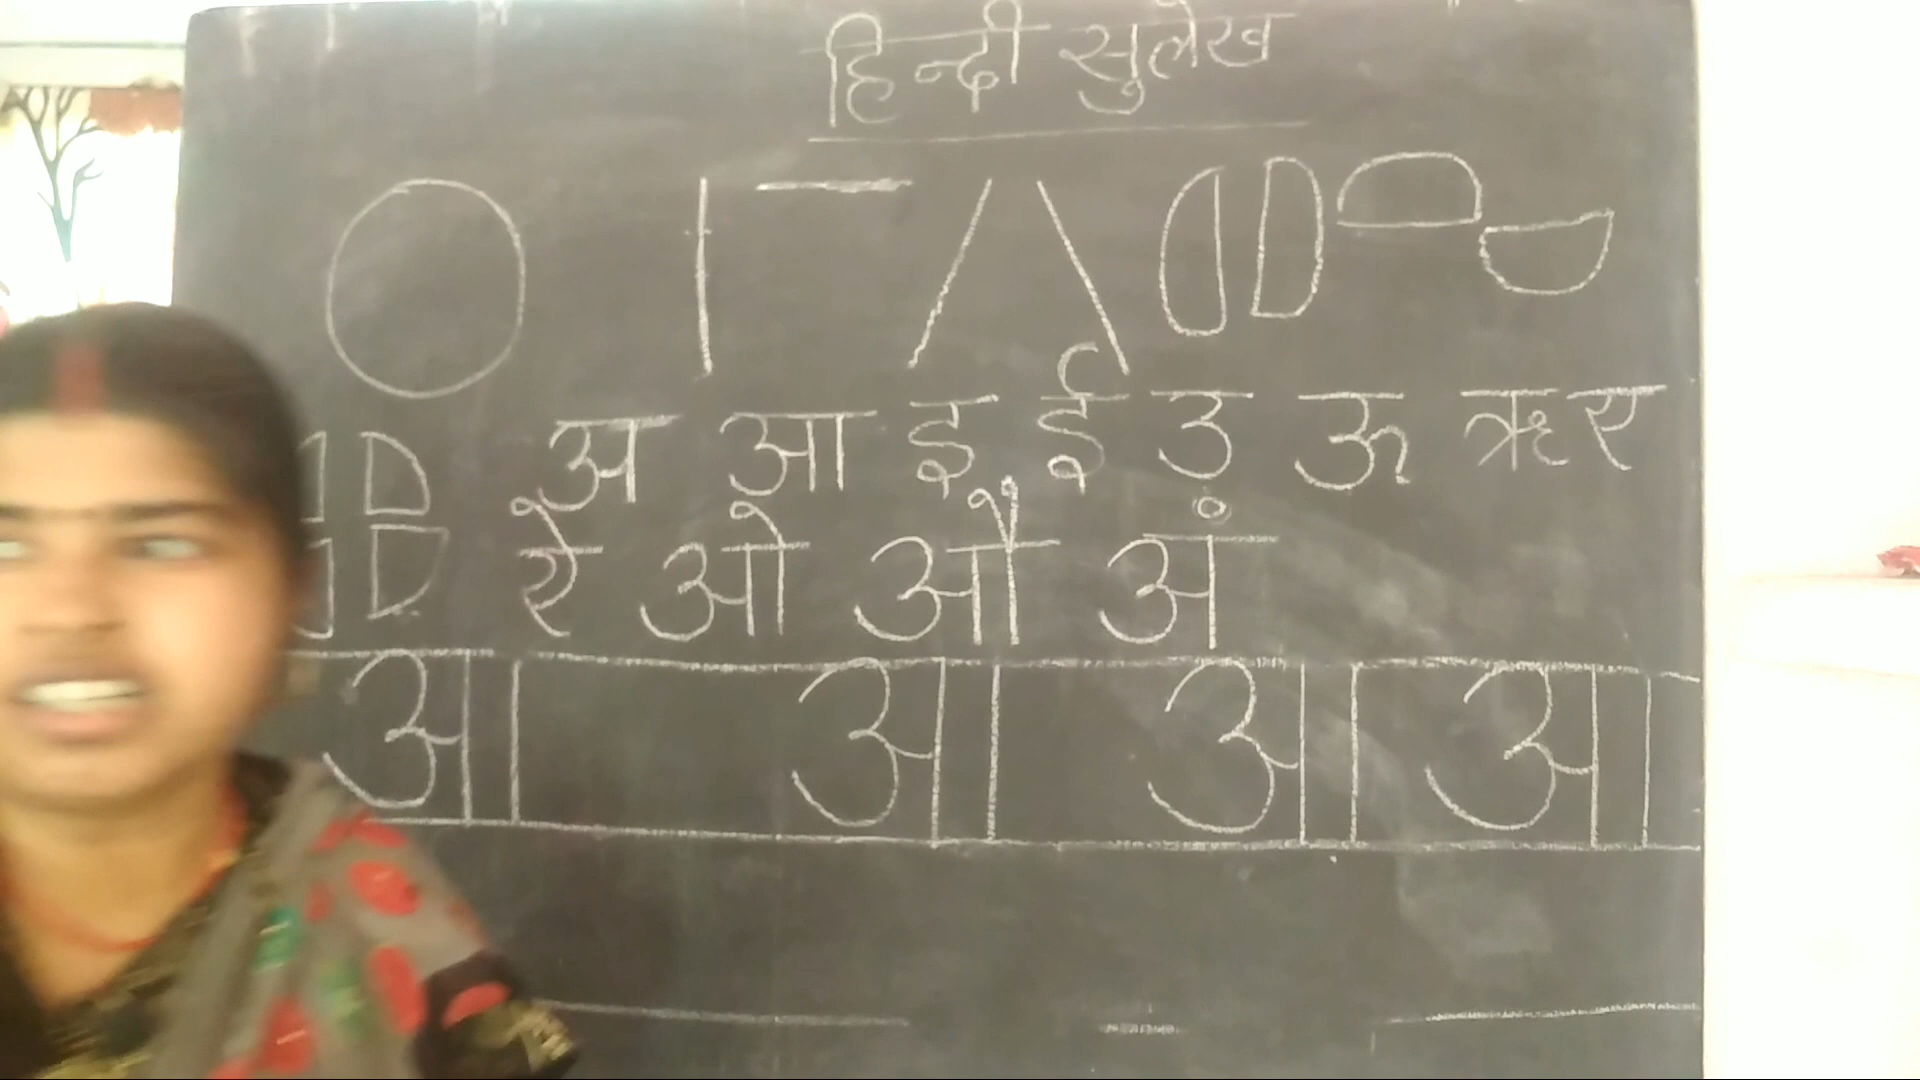 हिन्दी सुलेख
अ आ इ ई उ ऊ ऋ ए
ऐ ओ औ अं
आ आ आ आ